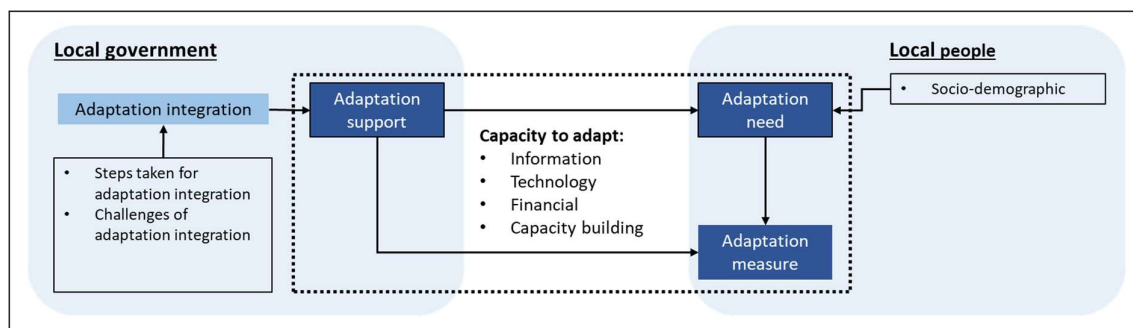 Local government
Adaptation integration
• Steps taken for
adaptation integration
• Challenges of
adaptation integration
Adaptation
support
Capacity to adapt:
• Information
• Technology
• Financial
• Capacity building
Local people
• Socio-demographic
Adaptation
need
Adaptation
measure